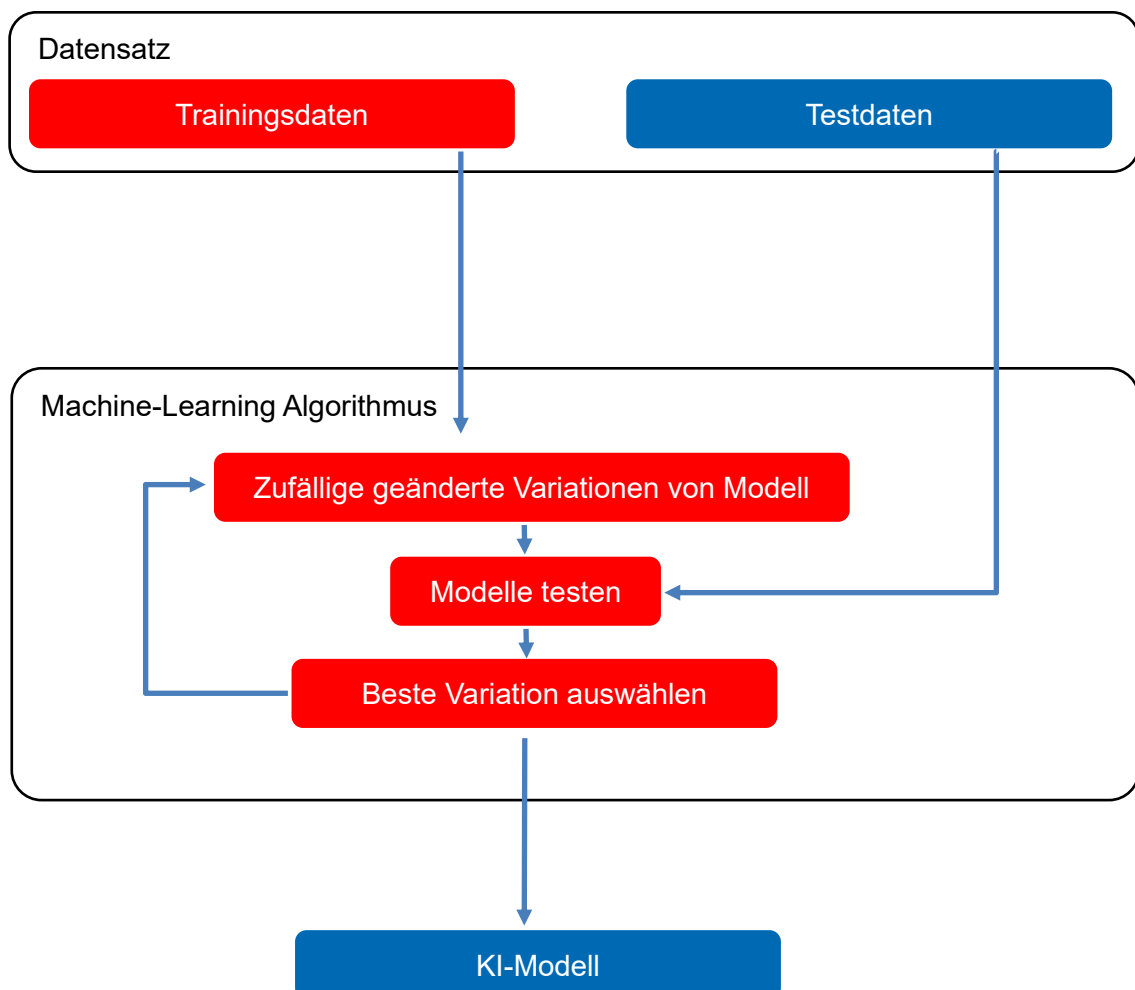 Datensatz
Trainingsdaten
Testdaten
Machine-Learning Algorithmus
Zufällige geänderte Variationen von Modell
Modelle testen
Beste Variation auswählen
KI-Modell